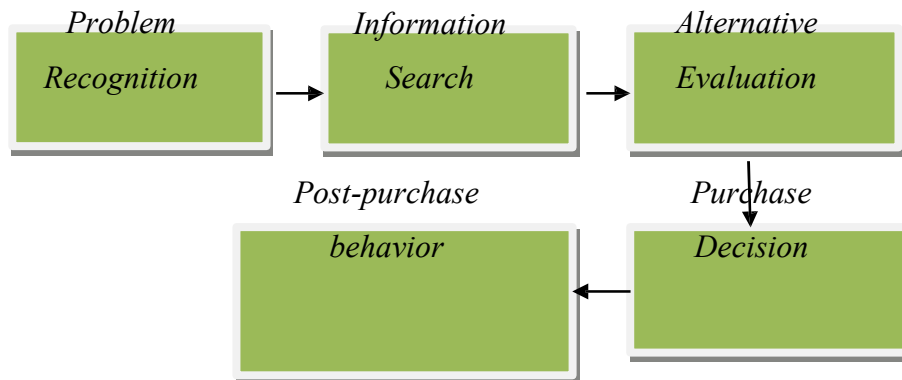 Problem
Recognition
Information
Search
Alternative
Evaluation
Purchase
Decision
Post-purchase
behavior